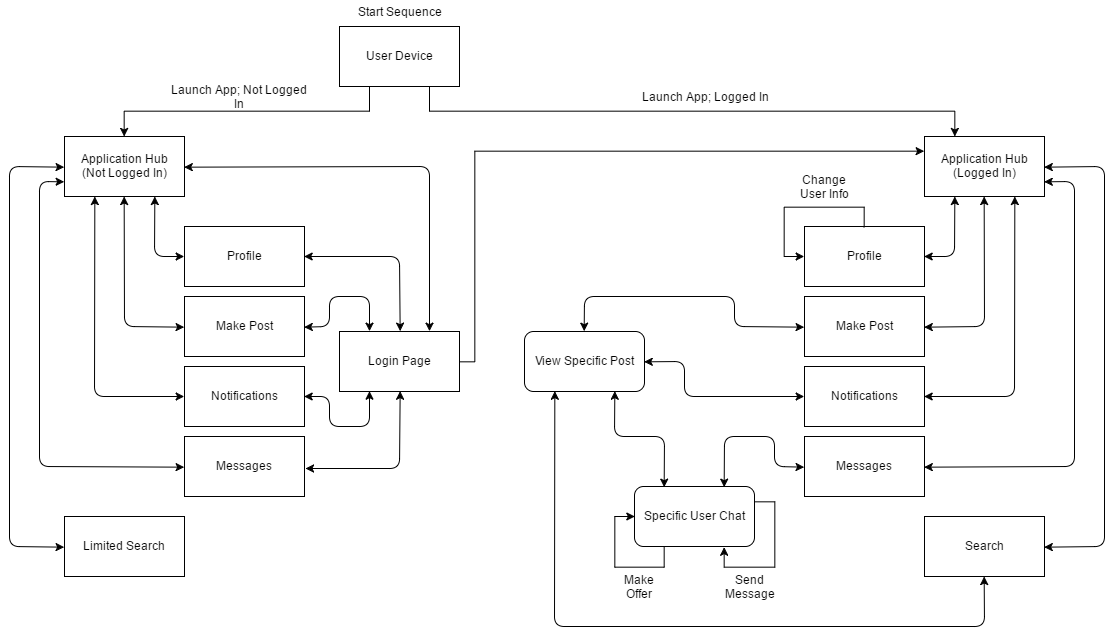 Start Sequence
User Device
Launch App; Not Logged
In
Launch App; Logged In
Application Hub
(Not Logged In)
Application Hub
(Logged In)
Change
User Info
Profile
Profile
Make Post
Make Post
Login Page
View Specific Post
Notifications
Notifications
Messages
Messages
Specific User Chat
Limited Search
Search
Make
Offer
Send
Message